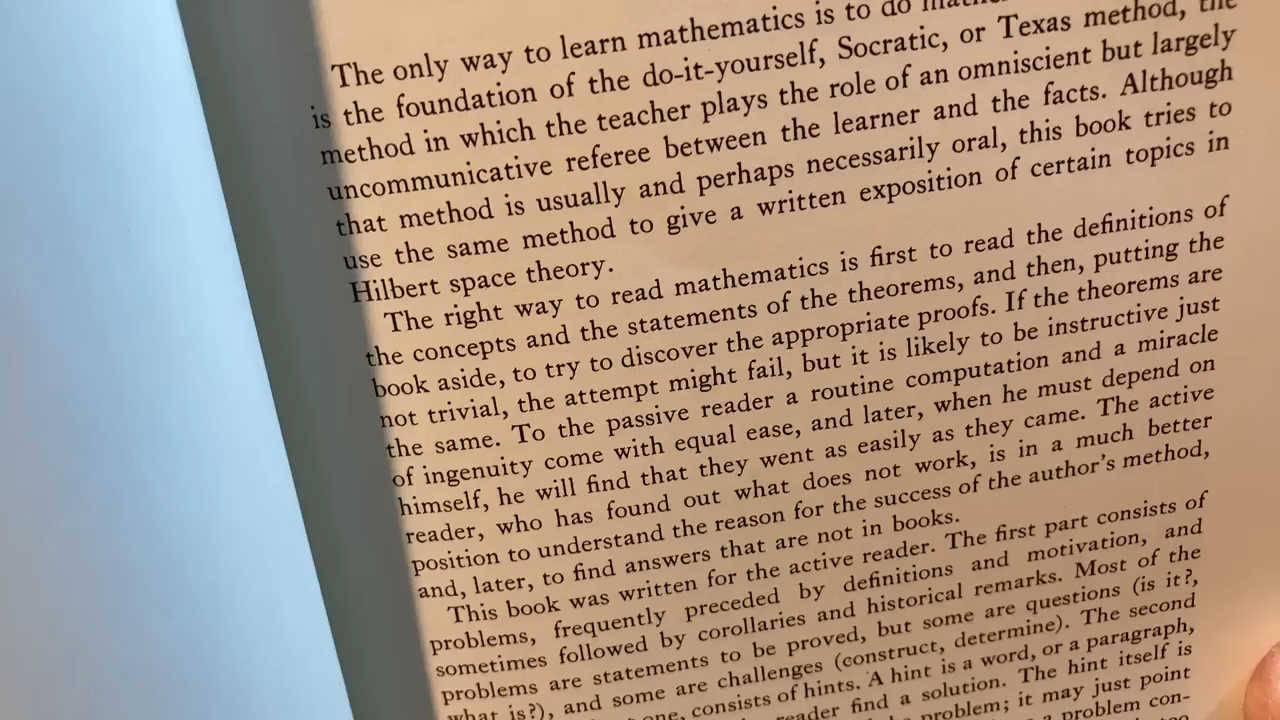 The only way to learn mathematics is to do
is the foundation of the do-it-yourself, Socratic, or Texas method, the
method in which the teacher plays the role of an omniscient but largely
uncommunicative referee between the learner and the facts. Although
that method is usually and perhaps necessarily oral, this book tries to
use the same method to give a written exposition of certain topics in
Hilbert space theory.
The right way to read mathematics is first to read the definitions of
the concepts and the statements of the theorems, and then, putting the
book aside, to try to discover the appropriate proofs. If the theorems are
not trivial, the attempt might fail, but it is likely to be instructive just
the same. To the passive reader a routine computation and a miracle
of ingenuity come with equal ease, and later, when he must depend on
himself, he will find that they went as easily as they came. The active
reader, who has found out what does not work, is in a much better
position to understand the reason for the success of the author's method,
and, later, to find answers that are not in books.
This book was written for the active reader. The first part consists of
problems, frequently preceded by definitions and motivation, and
sometimes followed by corollaries and historical remarks. Most of the
problems are statements to be proved, but some are questions (is it?,
what is?), and some are challenges (construct, determine). The second
one, consists of hints. A hint is a word, or a paragraph,
reader find a solution. The hint itself is
problem; it may just point
a problem con-